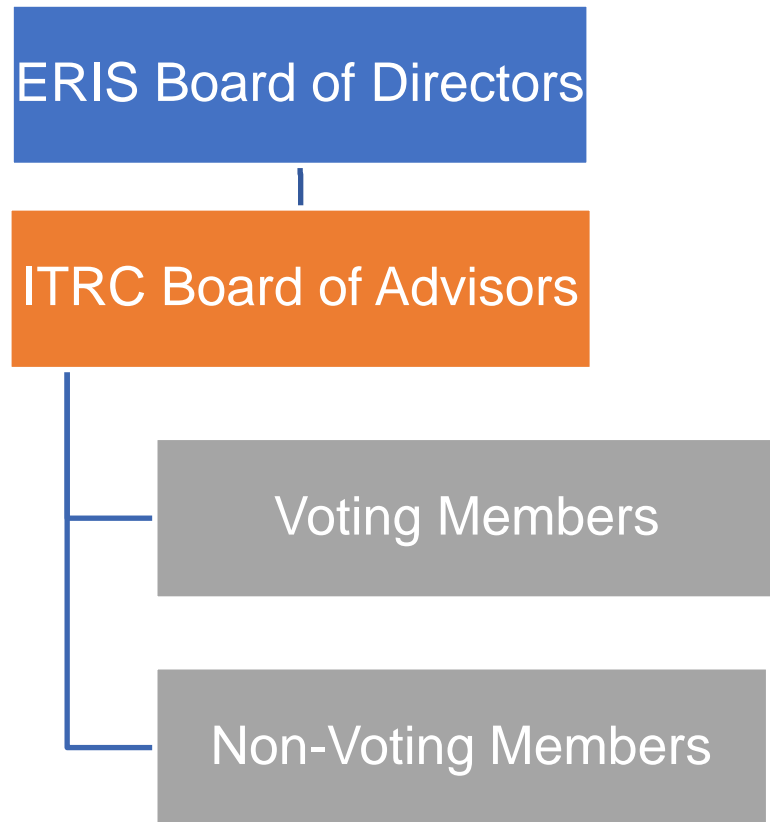 ERIS Board of Directors
ITRC Board of Advisors
Voting Members
Non-Voting Members